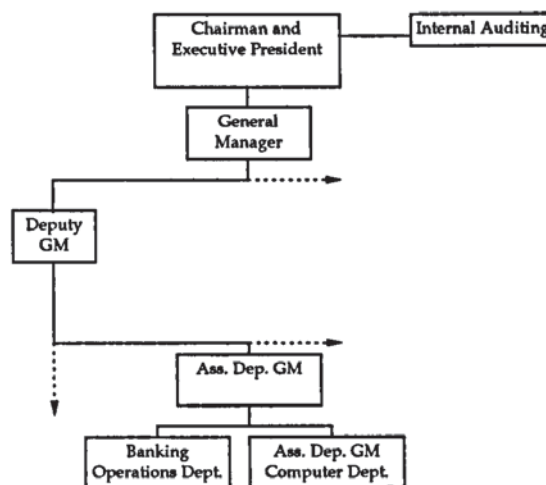 Chairman and
Executive President
Internal Auditing
General
Manager
Deputy
GM
Ass. Dep. GM
Banking
Operations Dept.
Ass. Dep. GM
Computer Dept.